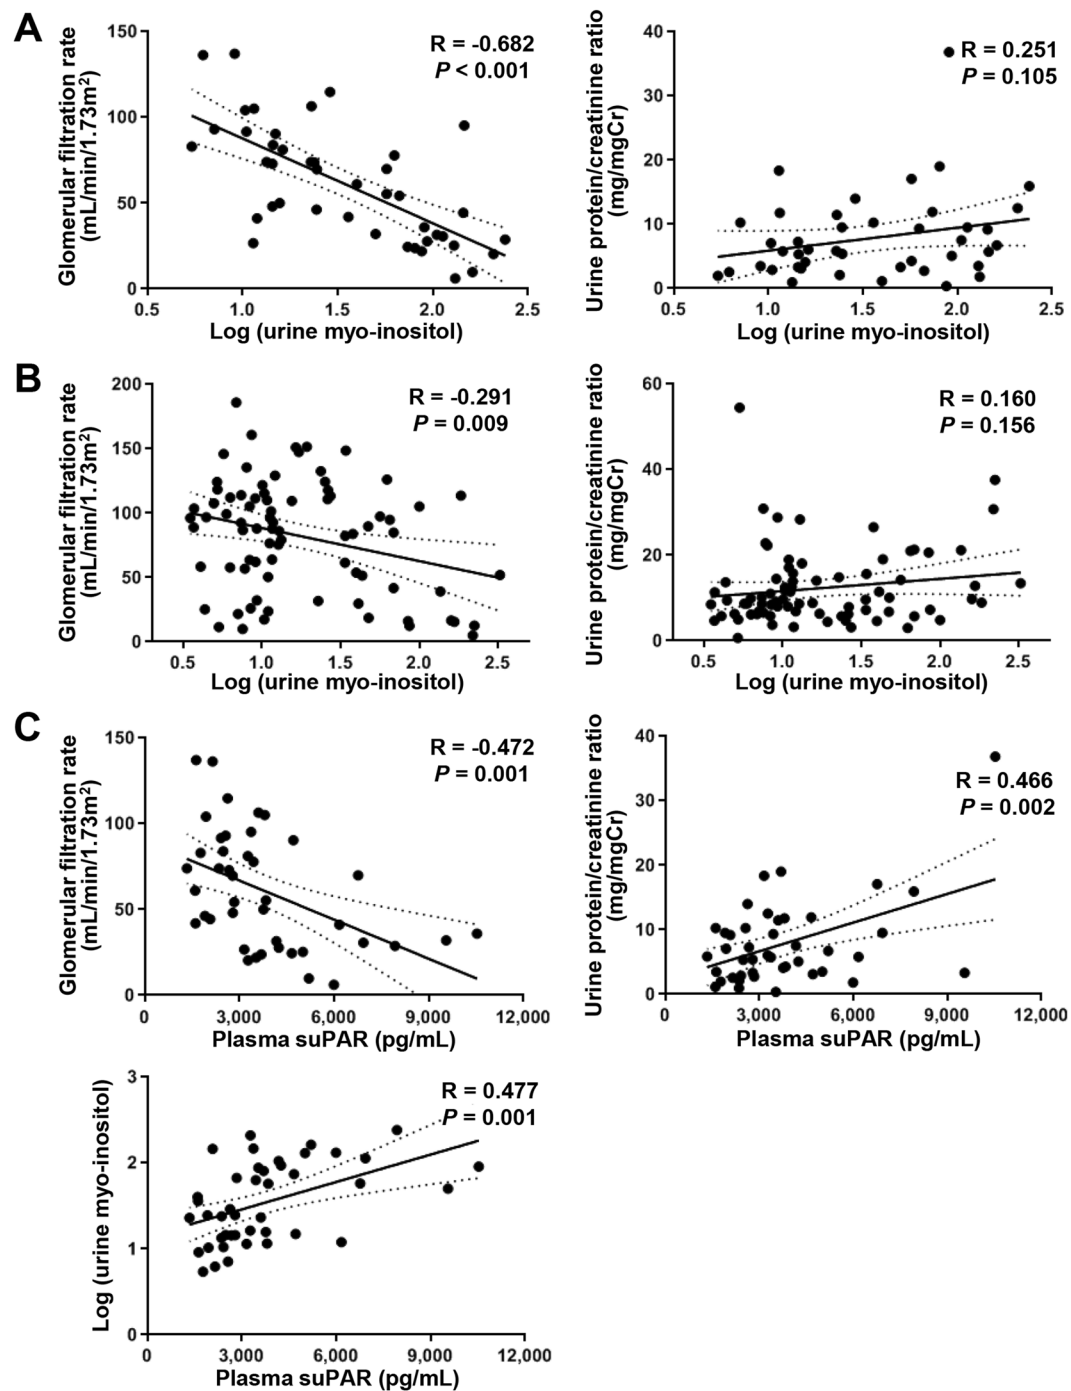 A
Glomerular filtration rate
(mL/min/1.73m²)
150
100
50
0
0.5 1.0 1.5 2.0 2.5
Log (urine myo-inositol)
R = -0.682
P < 0.001
Urine protein/creatinine ratio
(mg/mgCr)
40
30
20
10
0
0.5 1.0 1.5 2.0 2.5
Log (urine myo-inositol)
R = 0.251
P = 0.105
B
Glomerular filtration rate
(mL/min/1.73m²)
200
150
100
50
0
0.5 1.0 1.5 2.0 2.5
Log (urine myo-inositol)
R = -0.291
P = 0.009
Urine protein/creatinine ratio
(mg/mgCr)
60
40
20
0
0.5 1.0 1.5 2.0 2.5
Log (urine myo-inositol)
R = 0.160
P = 0.156
C
Glomerular filtration rate
(mL/min/1.73m²)
150
100
50
0
0 3,000 6,000 9,000 12,000
Plasma suPAR (pg/mL)
R = -0.472
P = 0.001
Urine protein/creatinine ratio
(mg/mgCr)
40
30
20
10
0
0 3,000 6,000 9,000 12,000
Plasma suPAR (pg/mL)
R = 0.466
P = 0.002
Log (urine myo-inositol)
3
2
1
0
0 3,000 6,000 9,000 12,000
Plasma suPAR (pg/mL)
R = 0.477
P = 0.001